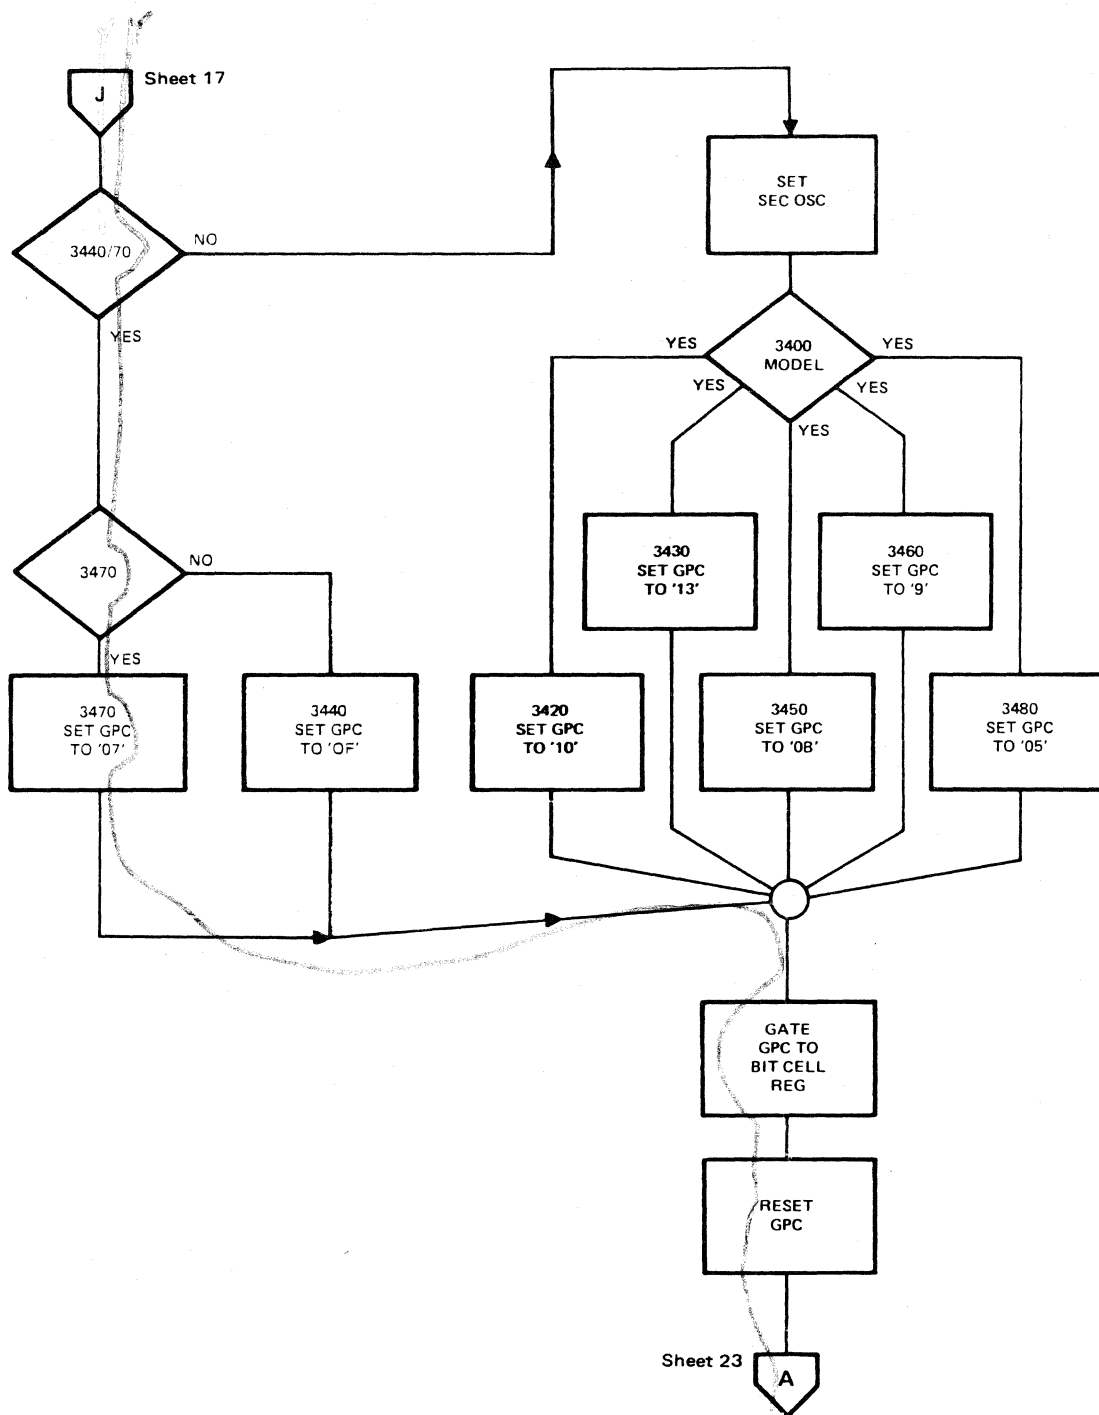 Sheet 17
J
SET
SEC OSC
3440/70
NO
YES
3400
MODEL
YES
YES
YES
YES
YES
YES
3470
NO
YES
3430
SET GPC
TO '13'
3460
SET GPC
TO '9'
3470
SET GPC
TO '07'
3440
SET GPC
TO '0F'
3420
SET GPC
TO '10'
3450
SET GPC
TO '0B'
3480
SET GPC
TO '05'
GATE
GPC TO
BIT CELL
REG
RESET
GPC
Sheet 23
A